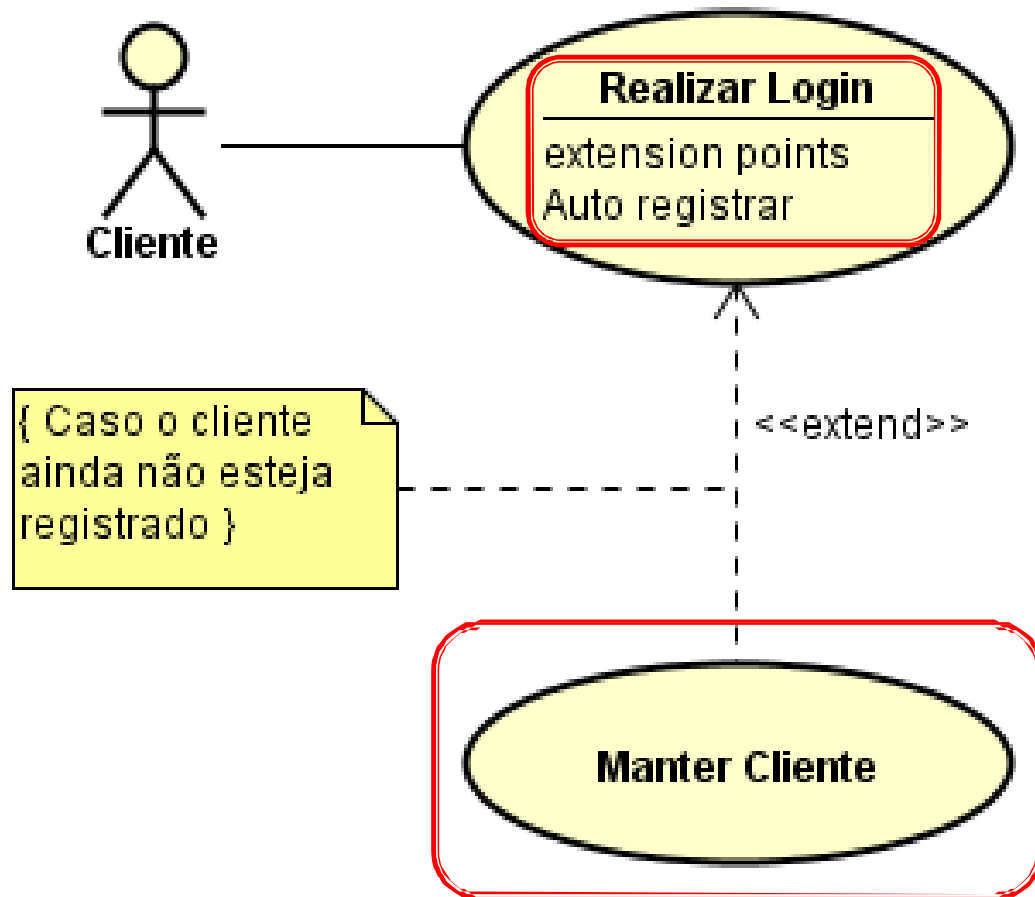 Realizar Login
extension points
Auto registrar
Cliente
{ Caso o cliente
ainda não esteja
registrado }
<<extend>>
Manter Cliente